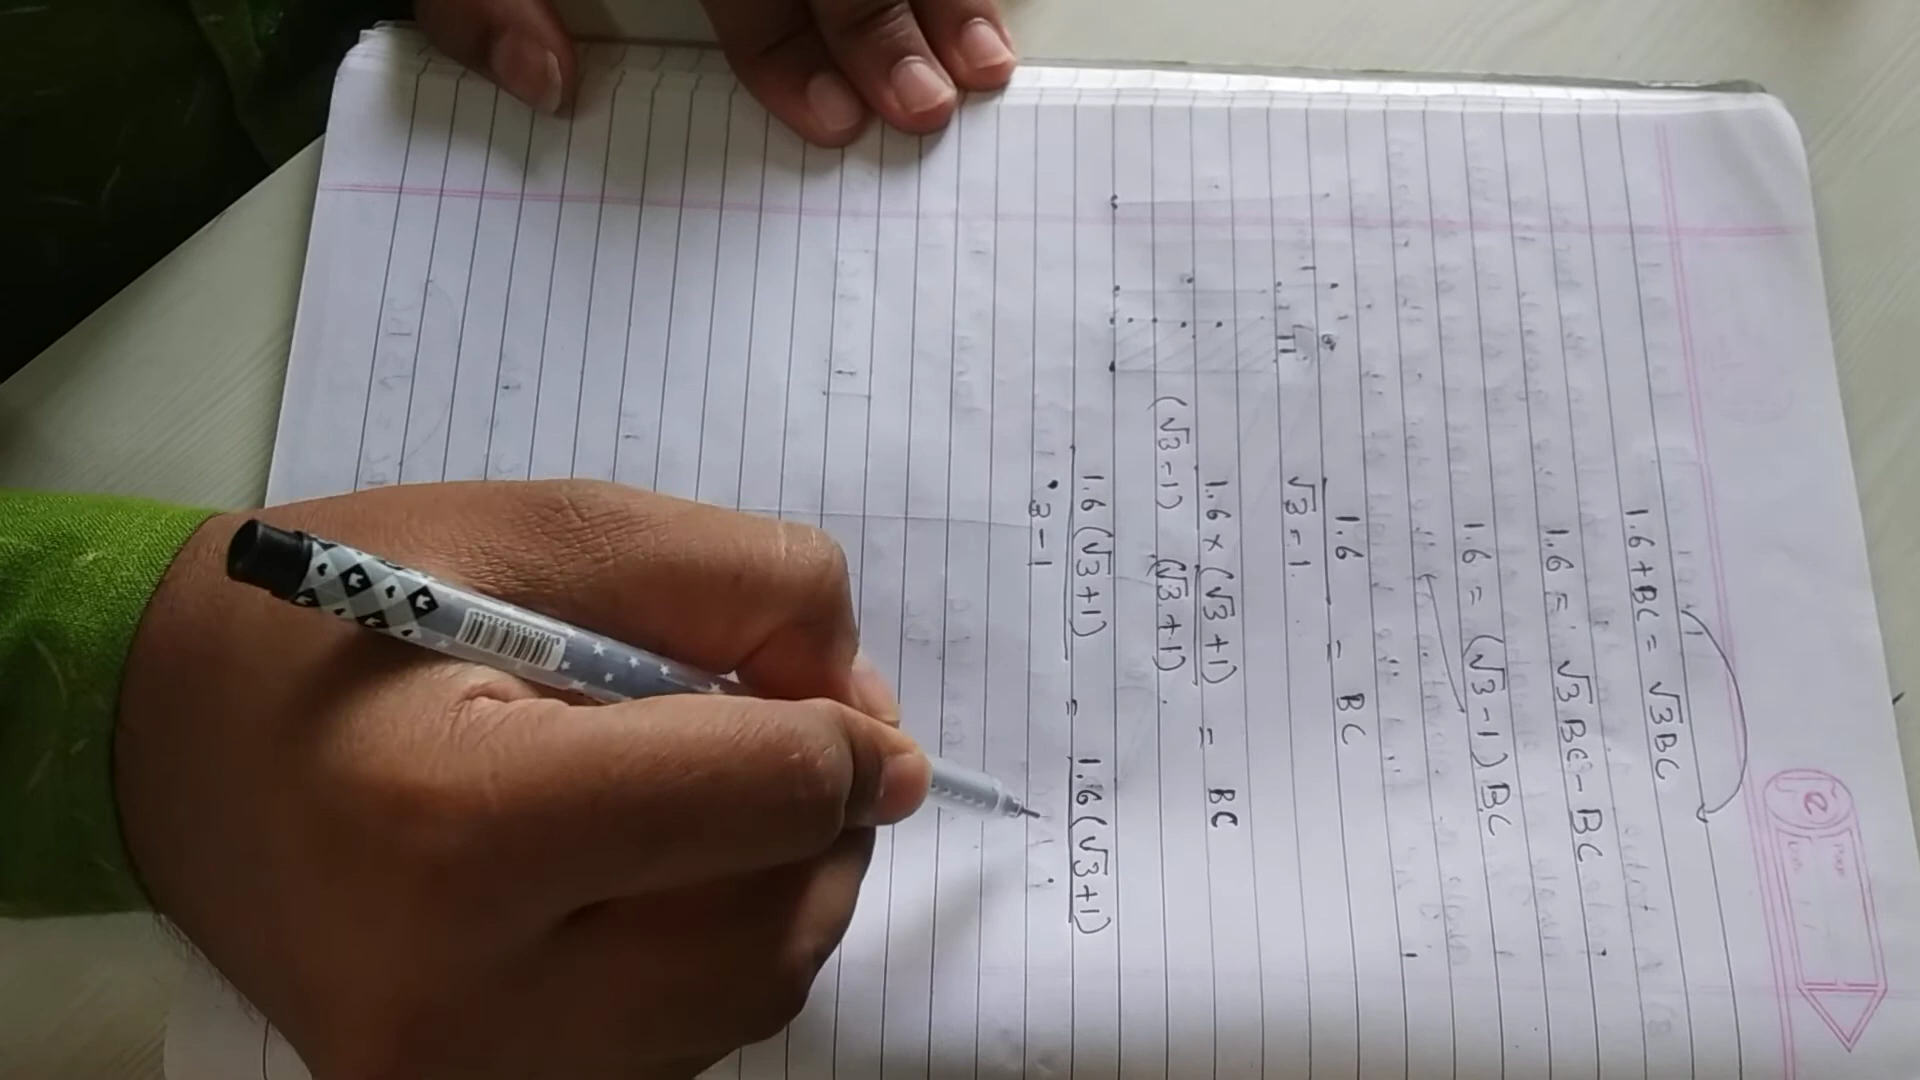 1.6 + BC = √3 BC
1.6 = √3 BC - BC
1.6 = (√3 - 1) BC
1.6 / √3 - 1 = BC
1.6 × (√3 + 1) / (√3 - 1) (√3 + 1) = BC
1.6 (√3 + 1) / 3 - 1 = 1.6 (√3 + 1)